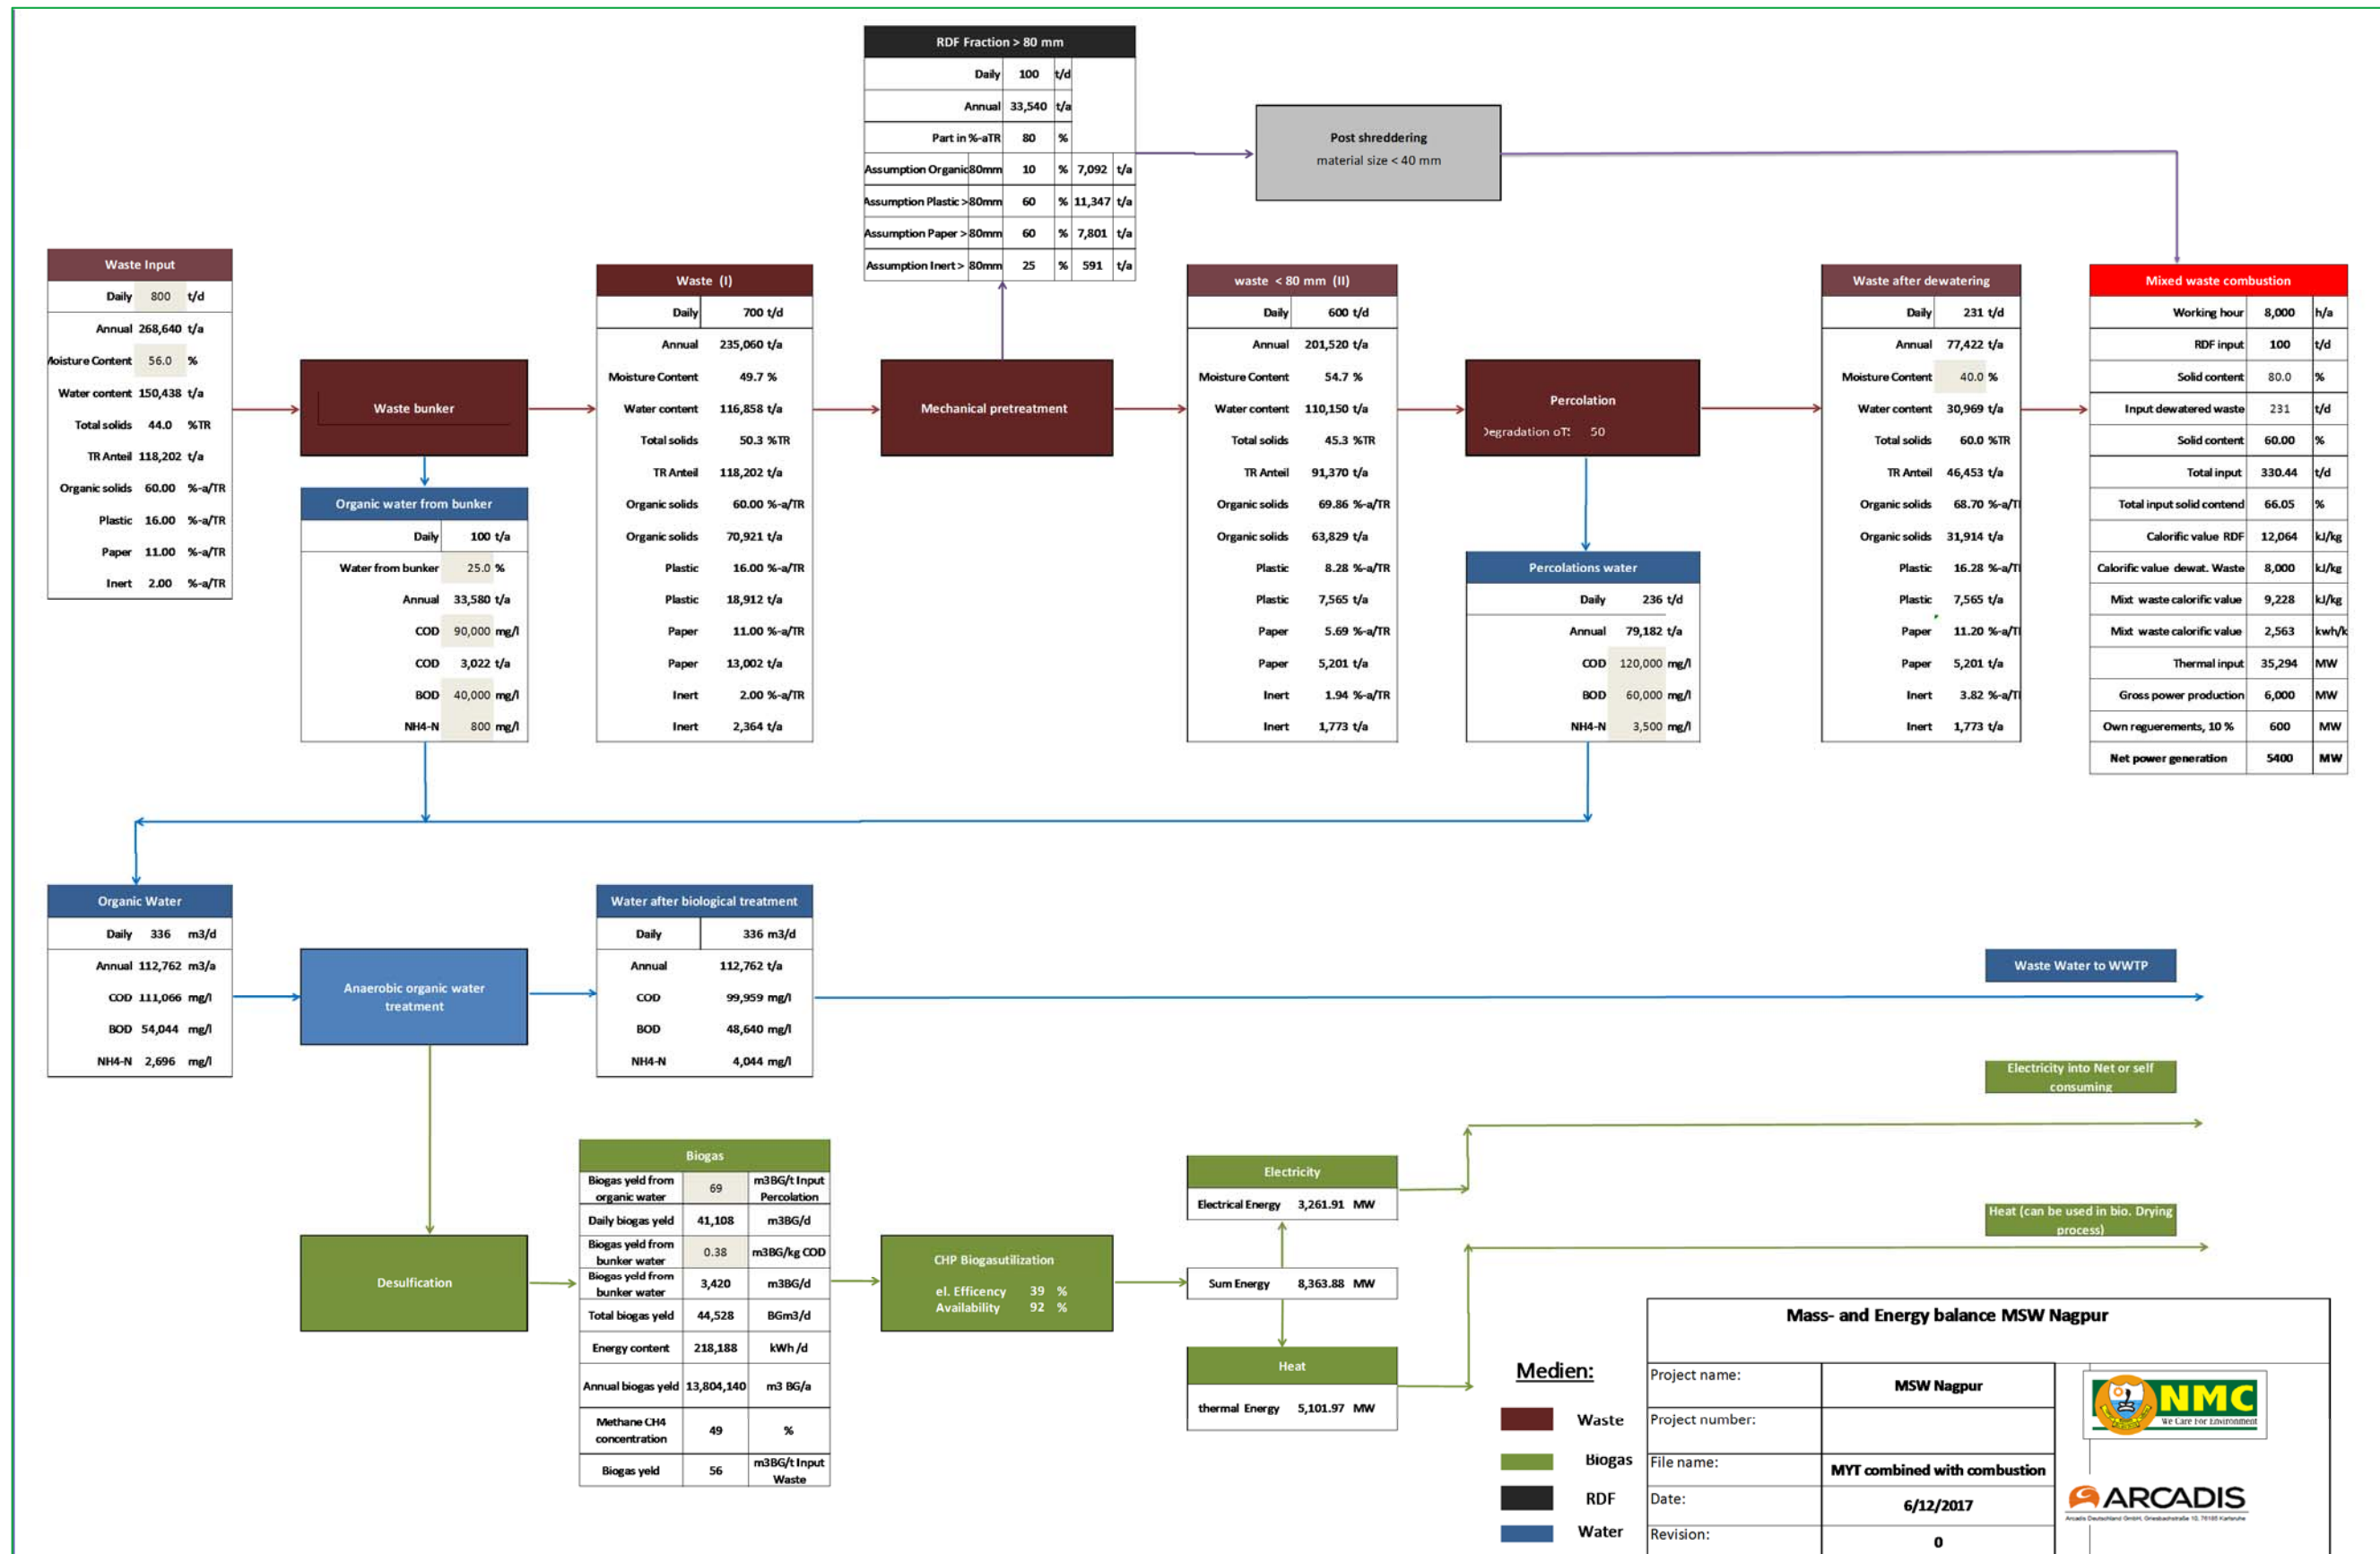 RDF Fraction > 80 mm
Daily 100 t/d
Annual 33,540 t/a
Part in %-aTR 80 %
Assumption Organic 80mm 10 % 7,092 t/a
Assumption Plastic > 80mm 60 % 11,347 t/a
Assumption Paper > 80mm 60 % 7,801 t/a
Assumption Inert > 80mm 25 % 591 t/a
Post shreddering
material size < 40 mm
Waste Input
Daily 800 t/d
Annual 268,640 t/a
Moisture Content 56.0 %
Water content 150,438 t/a
Total solids 44.0 %TR
TR Anteil 118,202 t/a
Organic solids 60.00 %-a/TR
Plastic 16.00 %-a/TR
Paper 11.00 %-a/TR
Inert 2.00 %-a/TR
Waste bunker
Organic water from bunker
Daily 100 t/a
Water from bunker 25.0 %
Annual 33,580 t/a
COD 90,000 mg/l
COD 3,022 t/a
BOD 40,000 mg/l
NH4-N 800 mg/l
Waste (I)
Daily 700 t/d
Annual 235,060 t/a
Moisture Content 49.7 %
Water content 116,858 t/a
Total solids 50.3 %TR
TR Anteil 118,202 t/a
Organic solids 60.00 %-a/TR
Organic solids 70,921 t/a
Plastic 16.00 %-a/TR
Plastic 18,912 t/a
Paper 11.00 %-a/TR
Paper 13,002 t/a
Inert 2.00 %-a/TR
Inert 2,364 t/a
Mechanical pretreatment
waste < 80 mm (II)
Daily 600 t/d
Annual 201,520 t/a
Moisture Content 54.7 %
Water content 110,150 t/a
Total solids 45.3 %TR
TR Anteil 91,370 t/a
Organic solids 69.86 %-a/TR
Organic solids 63,829 t/a
Plastic 8.28 %-a/TR
Plastic 7,565 t/a
Paper 5.69 %-a/TR
Paper 5,201 t/a
Inert 1.94 %-a/TR
Inert 1,773 t/a
Percolation
Degradation oTS 50
Percolations water
Daily 236 t/d
Annual 79,182 t/a
COD 120,000 mg/l
BOD 60,000 mg/l
NH4-N 3,500 mg/l
Waste after dewatering
Daily 231 t/d
Annual 77,422 t/a
Moisture Content 40.0 %
Water content 30,969 t/a
Total solids 60.0 %TR
TR Anteil 46,453 t/a
Organic solids 68.70 %-a/T
Organic solids 31,914 t/a
Plastic 16.28 %-a/T
Plastic 7,565 t/a
Paper 11.20 %-a/T
Paper 5,201 t/a
Inert 3.82 %-a/T
Inert 1,773 t/a
Mixed waste combustion
Working hour 8,000 h/a
RDF input 100 t/d
Solid content 80.0 %
Input dewatered waste 231 t/d
Solid content 60.00 %
Total input 330.44 t/d
Total input solid contend 66.05 %
Calorific value RDF 12,064 kJ/kg
Calorific value dewat. Waste 8,000 kJ/kg
Mixt waste calorific value 9,228 kJ/kg
Mixt waste calorific value 2,563 kwh/k
Thermal input 35,294 MW
Gross power production 6,000 MW
Own reguerements, 10 % 600 MW
Net power generation 5400 MW
Organic Water
Daily 336 m3/d
Annual 112,762 m3/a
COD 111,066 mg/l
BOD 54,044 mg/l
NH4-N 2,696 mg/l
Anaerobic organic water
treatment
Water after biological treatment
Daily 336 m3/d
Annual 112,762 t/a
COD 99,959 mg/l
BOD 48,640 mg/l
NH4-N 4,044 mg/l
Waste Water to WWTP
Electricity into Net or self
consuming
Heat (can be used in bio. Drying
process)
Desulfication
Biogas
Biogas yeld from organic water 69 m3BG/t Input Percolation
Daily biogas yeld 41,108 m3BG/d
Biogas yeld from bunker water 0.38 m3BG/kg COD
Biogas yeld from bunker water 3,420 m3BG/d
Total biogas yeld 44,528 BGm3/d
Energy content 218,188 kWh /d
Annual biogas yeld 13,804,140 m3 BG/a
Methane CH4 concentration 49 %
Biogas yeld 56 m3BG/t Input Waste
CHP Biogasutilization
el. Efficency 39 %
Availability 92 %
Electricity
Electrical Energy 3,261.91 MW
Sum Energy 8,363.88 MW
Heat
thermal Energy 5,101.97 MW
Medien:
Waste
Biogas
RDF
Water
Mass- and Energy balance MSW Nagpur
Project name: MSW Nagpur
Project number:
File name: MYT combined with combustion
Date: 6/12/2017
Revision: 0
NMC
We Care For Environment
ARCADIS
Arcadis Deutschland GmbH, Griesbachstraße 10, 76185 Karlsruhe